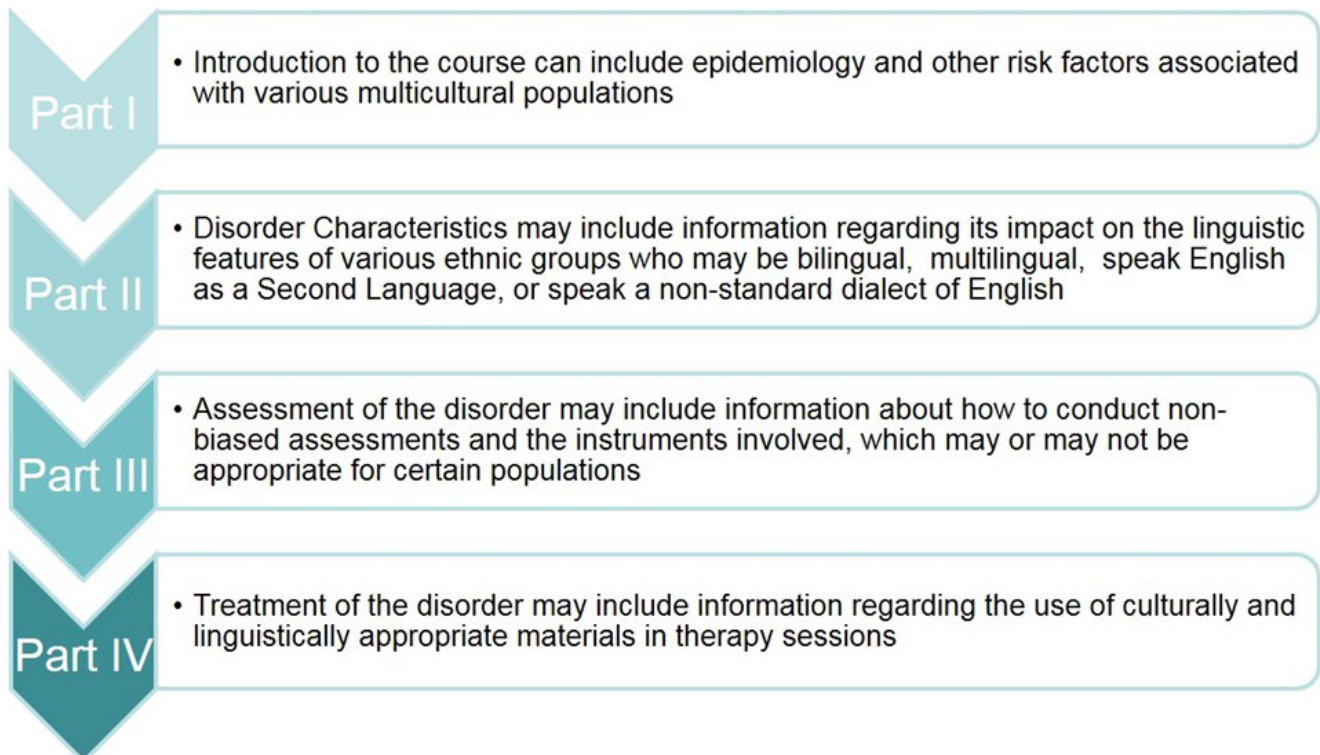 Part I
• Introduction to the course can include epidemiology and other risk factors associated
with various multicultural populations
Part II
• Disorder Characteristics may include information regarding its impact on the linguistic
features of various ethnic groups who may be bilingual, multilingual, speak English
as a Second Language, or speak a non-standard dialect of English
Part III
• Assessment of the disorder may include information about how to conduct non-
biased assessments and the instruments involved, which may or may not be
appropriate for certain populations
Part IV
• Treatment of the disorder may include information regarding the use of culturally and
linguistically appropriate materials in therapy sessions